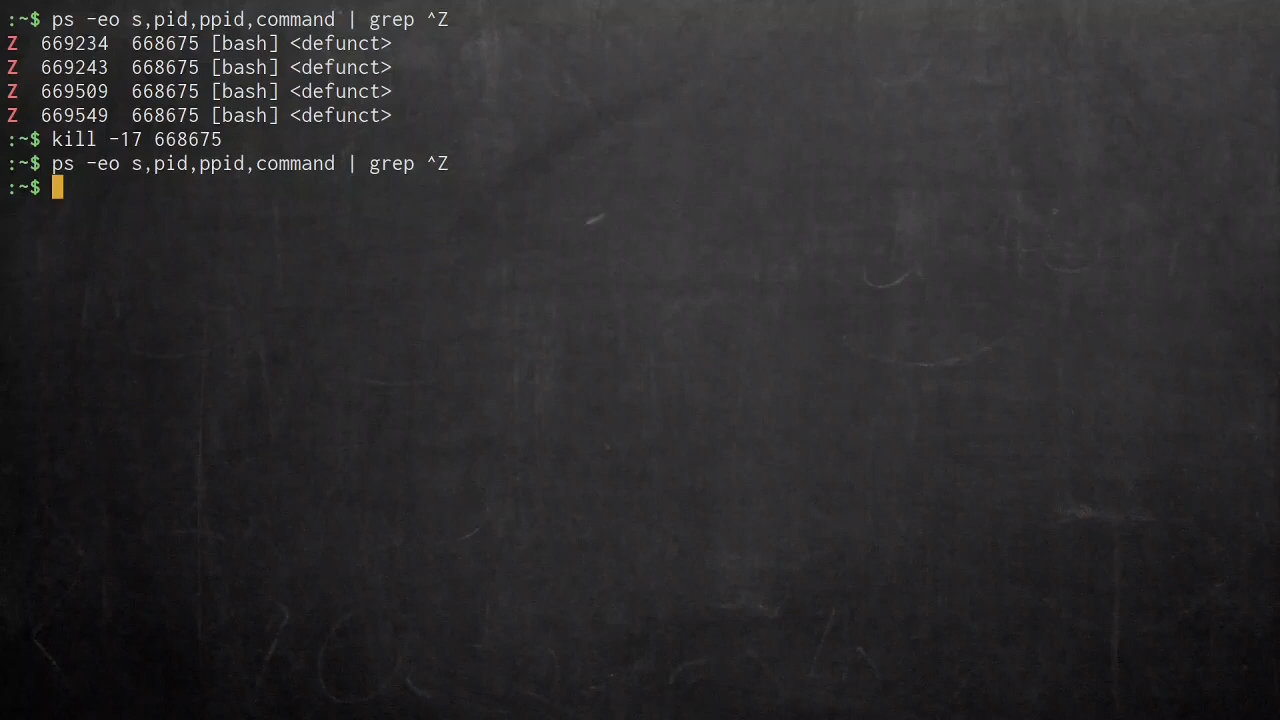 :~$ ps -eo s,pid,ppid,command | grep ^Z
Z  669234  668675 [bash] <defunct>
Z  669243  668675 [bash] <defunct>
Z  669509  668675 [bash] <defunct>
Z  669549  668675 [bash] <defunct>
:~$ kill -17 668675
:~$ ps -eo s,pid,ppid,command | grep ^Z
:~$